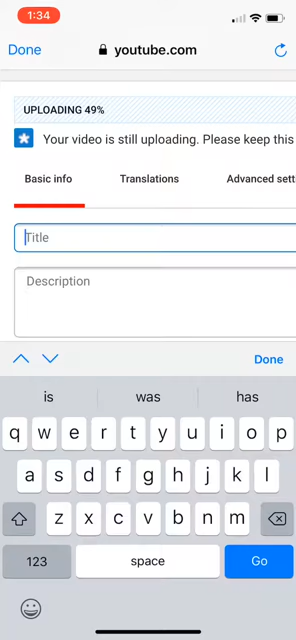 1:34
Done
youtube.com
UPLOADING 49%
Your video is still uploading. Please keep this
Basic info
Translations
Advanced sett
Title
Description
Done
is
was
has
q w e r t y u i o p
a s d f g h j k l
z x c v b n m
123
space
Go